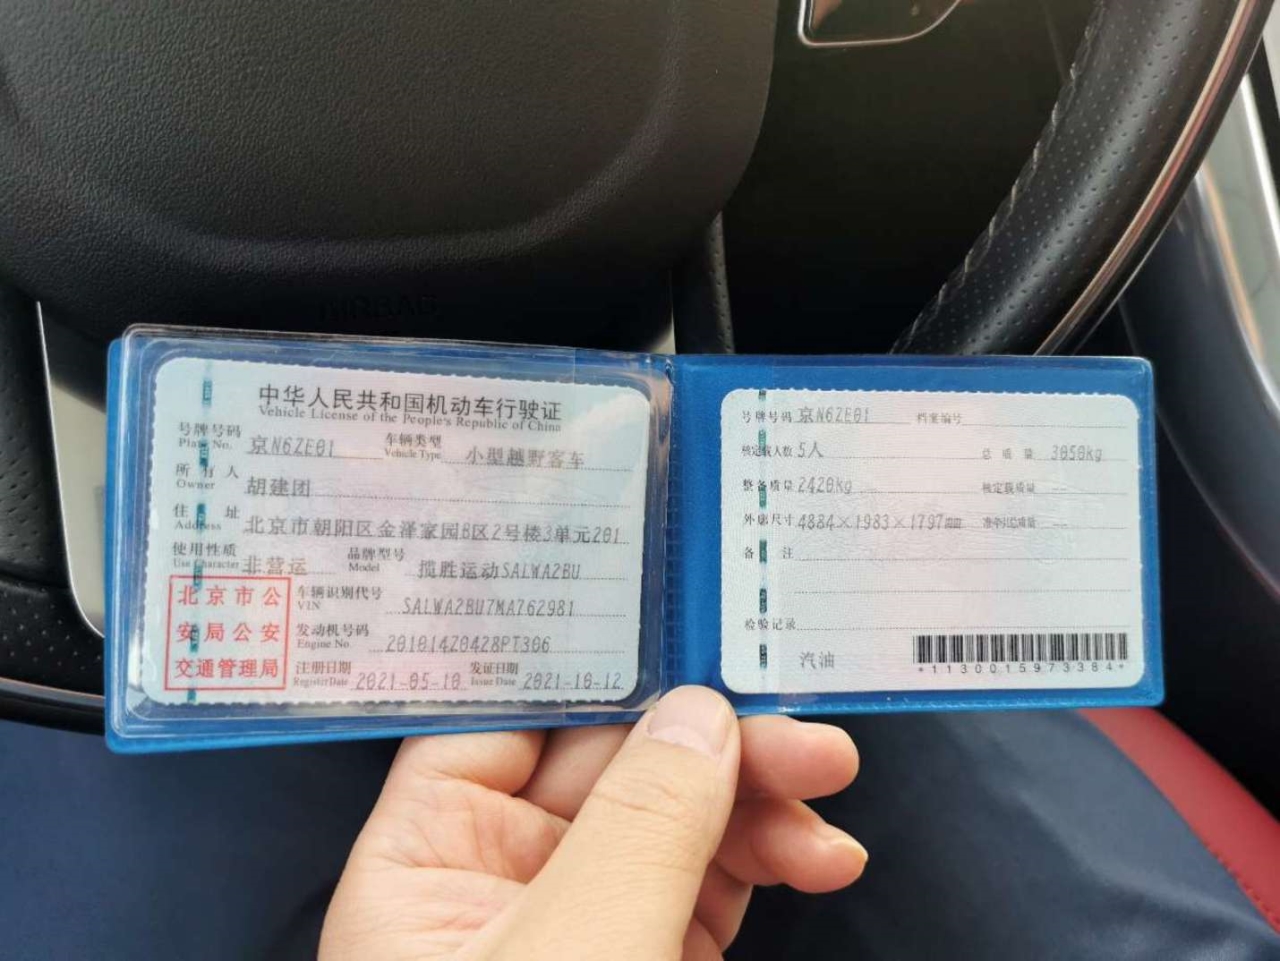 AIRBAG
中华人民共和国机动车行驶证
Vehicle License of the People's Republic of China
号牌号码 京N6ZE01 车辆类型 小型越野客车
Plate No. Vehicle Type
所有人 胡建团
Owner
住址 北京市朝阳区金泽家园B区2号楼3单元201
Address
使用性质 非营运 品牌型号 揽胜运动SALWA2BU
Use Character Model
北京市公
安局公安
交通管理局
车辆识别代号 SALWA2BU7MA762981
VIN
发动机号码 201014Z0428PT306
Engine No.
注册日期 2021-05-10 发证日期 2021-10-12
Register Date Issue Date
号牌号码 京N6ZE01 档案编号
核定载人数 5人 总质量 3050kg
整备质量 2420kg 核定载质量 --
外廓尺寸 4884×1983×1797mm 准牵引总质量 --
备注
检验记录
汽油
*1130015973384*